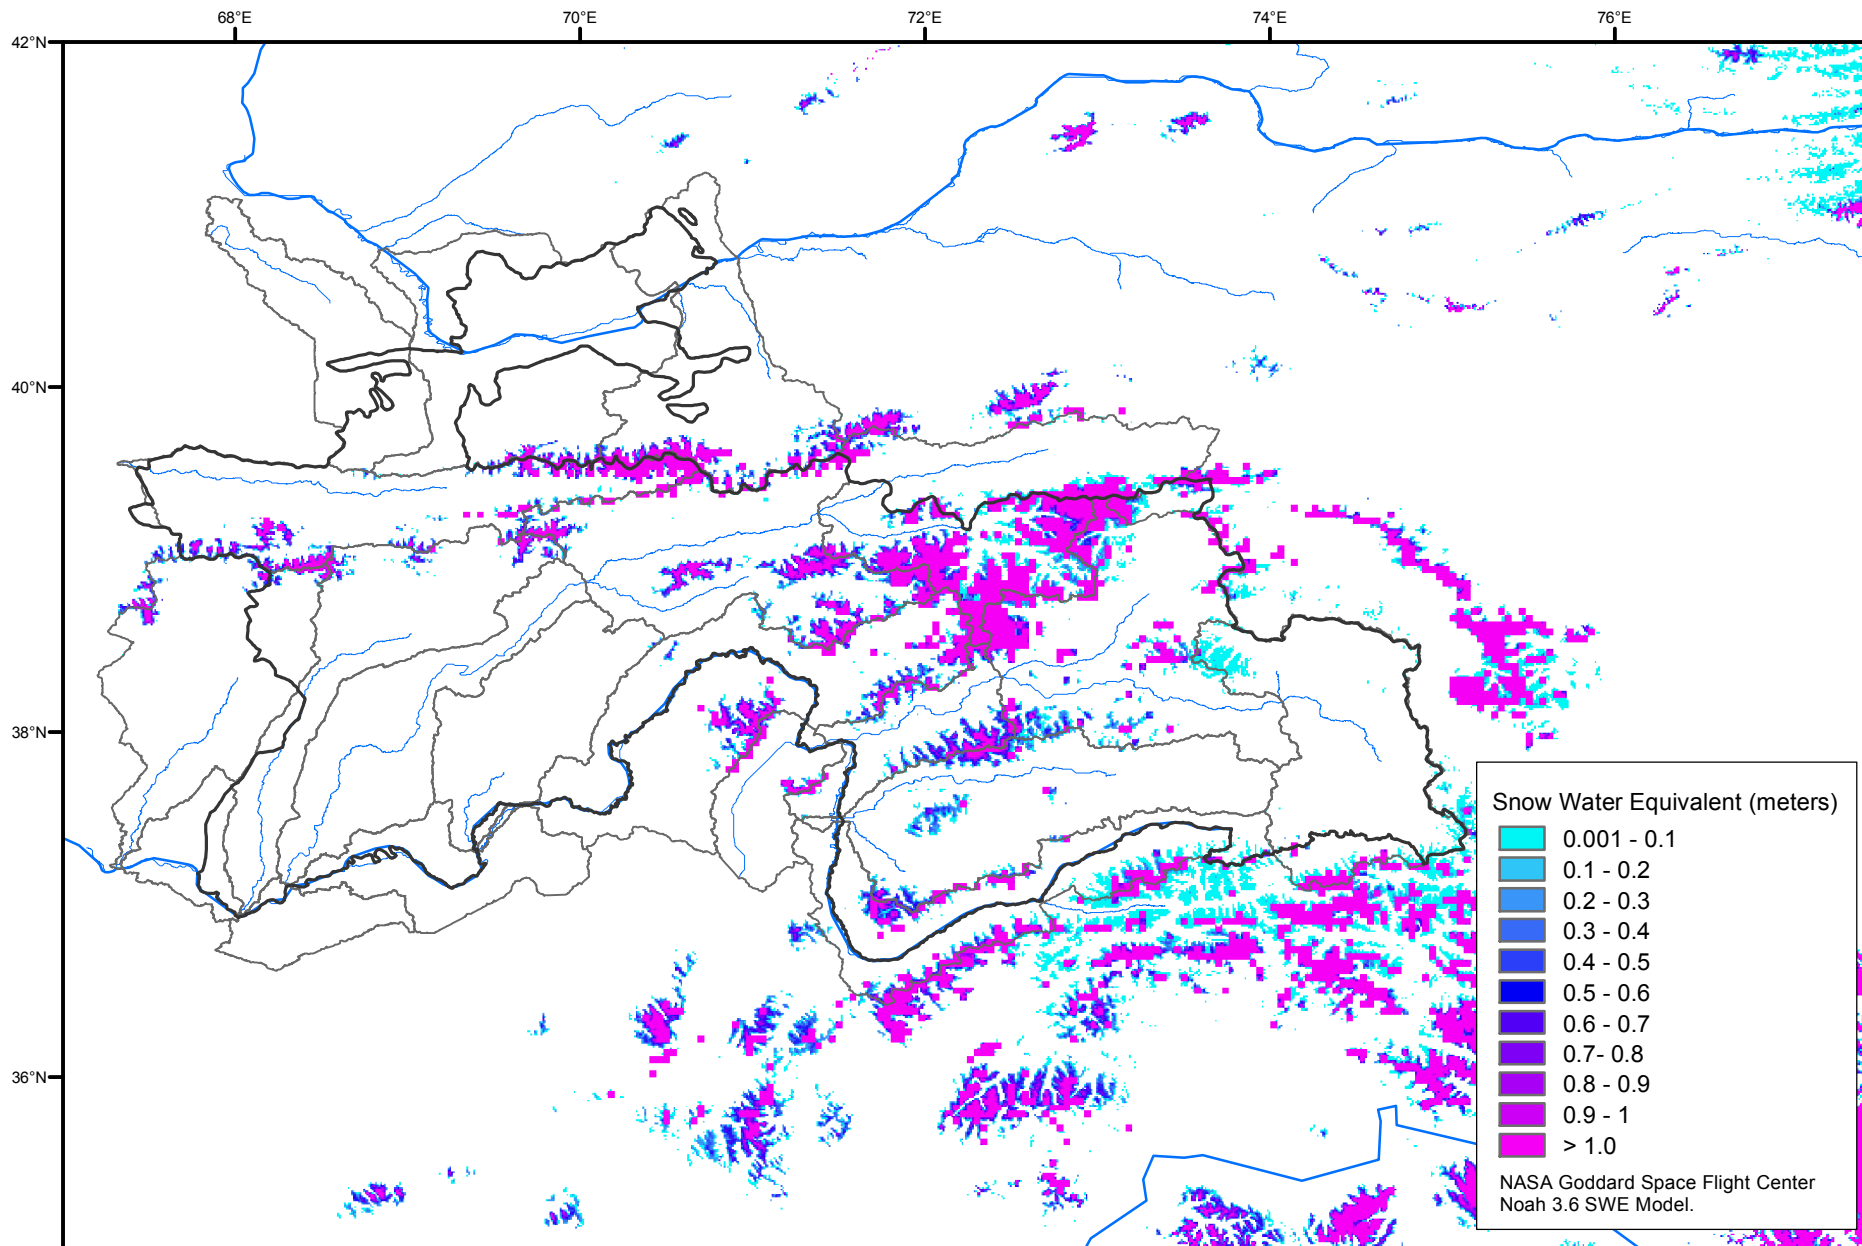 68°E 70°E 72°E 74°E 76°E
42°N
40°N
38°N
36°N
Snow Water Equivalent (meters)
0.001 - 0.1
0.1 - 0.2
0.2 - 0.3
0.3 - 0.4
0.4 - 0.5
0.5 - 0.6
0.6 - 0.7
0.7- 0.8
0.8 - 0.9
0.9 - 1
> 1.0
NASA Goddard Space Flight Center
Noah 3.6 SWE Model.